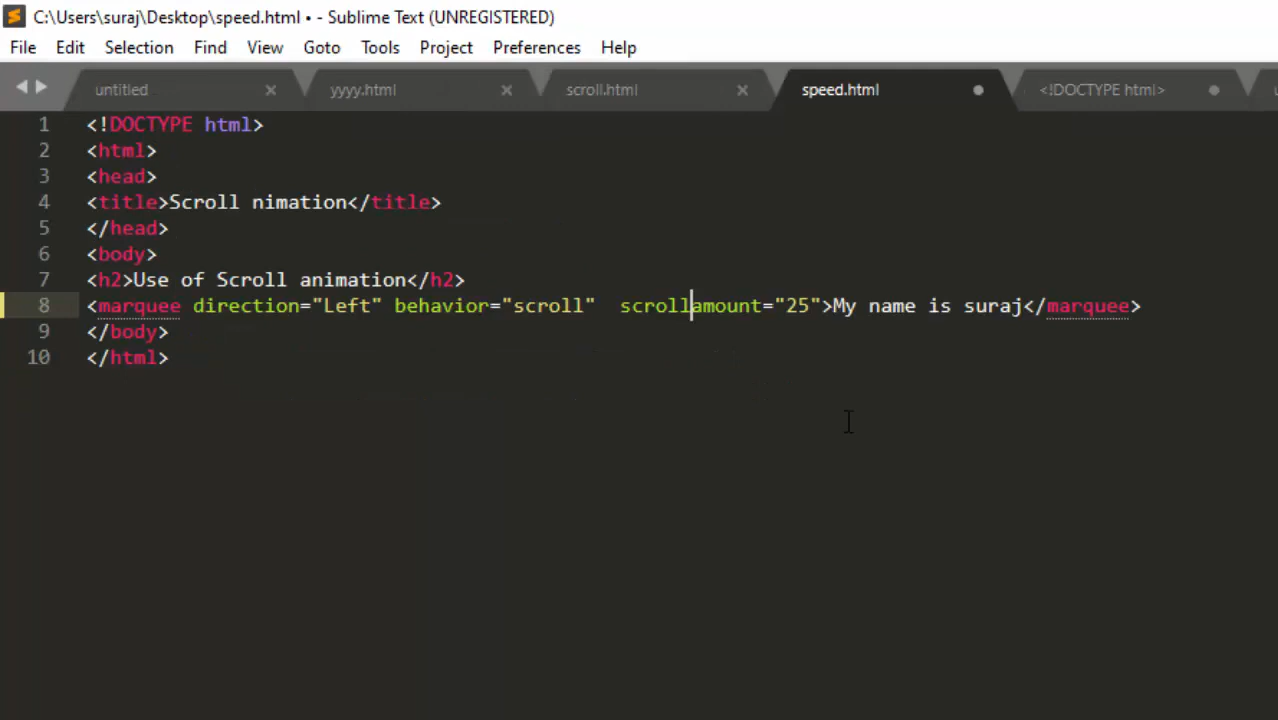 C:\Users\suraj\Desktop\speed.html • - Sublime Text (UNREGISTERED)
File Edit Selection Find View Goto Tools Project Preferences Help
untitled yyyy.html scroll.html speed.html <!DOCTYPE html>
1 <!DOCTYPE html>
2 <html>
3 <head>
4 <title>Scroll nimation</title>
5 </head>
6 <body>
7 <h2>Use of Scroll animation</h2>
8 <marquee direction="Left" behavior="scroll"  scrollamount="25">My name is suraj</marquee>
9 </body>
10 </html>